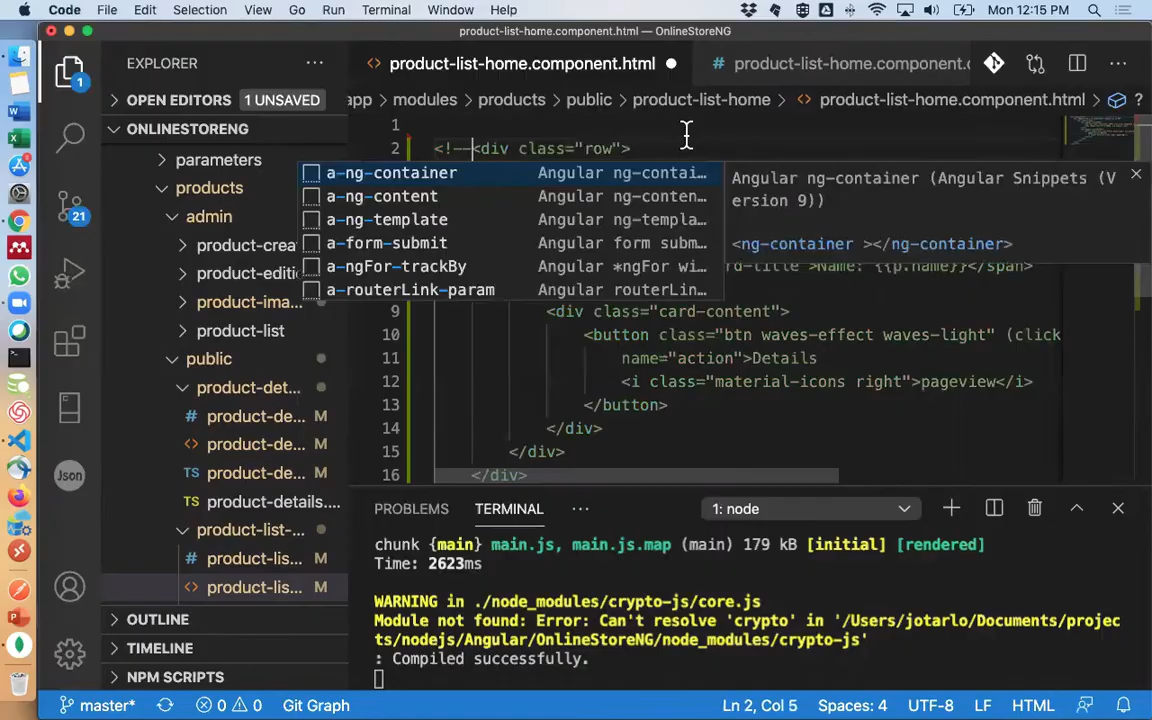 Code File Edit Selection View Go Run Terminal Window Help Mon 12:15 PM
product-list-home.component.html — OnlineStoreNG
EXPLORER ··· <> product-list-home.component.html # product-list-home.component.
1
OPEN EDITORS 1 UNSAVED
app > modules > products > public > product-list-home > <> product-list-home.component.html > ?
ONLINESTORENG
1
2 <!--<div class="row">
parameters
products
admin
product-crea
product-editi
product-ima...
product-list
public
product-det...
# product-de... M
<> product-de... M
TS product-de... M
TS product-details....
product-list-...
# product-lis... M
<> product-lis... M
OUTLINE
TIMELINE
NPM SCRIPTS
21
Json
a-ng-container Angular ng-contai...
a-ng-content Angular ng-conten...
a-ng-template Angular ng-templa...
a-form-submit Angular form subm...
a-ngFor-trackBy Angular *ngFor wi...
a-routerLink-param Angular routerLin...
Angular ng-container (Angular Snippets (V
ersion 9))
<ng-container ></ng-container>
rd-title">Name: {{p.name}}</span>
9 <div class="card-content">
10 <button class="btn waves-effect waves-light" (click
11 name="action">Details
12 <i class="material-icons right">pageview</i>
13 </button>
14 </div>
15 </div>
16 </div>
PROBLEMS TERMINAL ··· 1: node
chunk {main} main.js, main.js.map (main) 179 kB [initial] [rendered]
Time: 2623ms
WARNING in ./node_modules/crypto-js/core.js
Module not found: Error: Can't resolve 'crypto' in '/Users/jotarlo/Documents/projec
ts/nodejs/Angular/OnlineStoreNG/node_modules/crypto-js'
: Compiled successfully.
master* 0 0 Git Graph Ln 2, Col 5 Spaces: 4 UTF-8 LF HTML